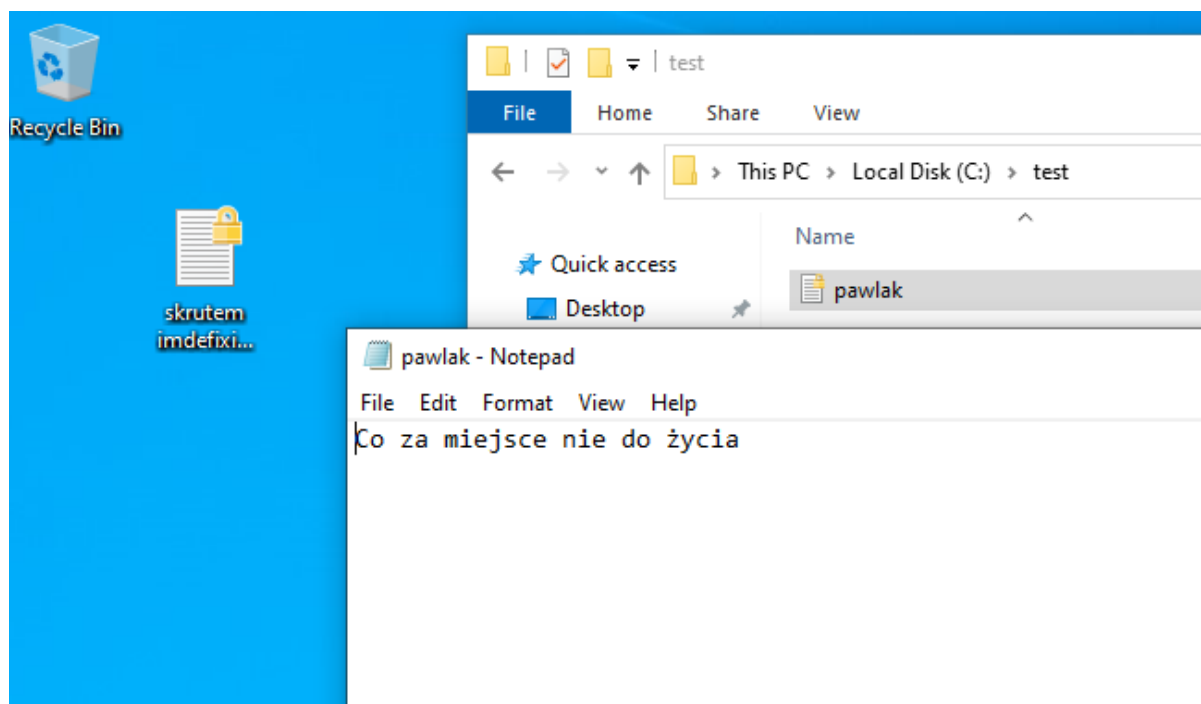 Recycle Bin
skrutem
imdefixi...
test
File Home Share View
This PC > Local Disk (C:) > test
Name
Quick access
pawlak
Desktop
pawlak - Notepad
File Edit Format View Help
Co za miejsce nie do życia